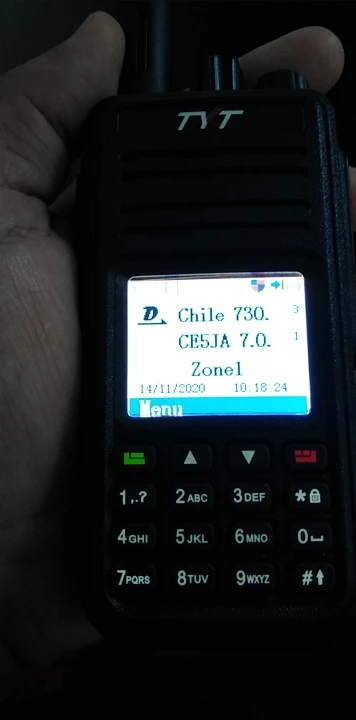 TYT
D Chile 730. 3
CE5JA 7.0. 1
Zone1
14/11/2020 10:18:24
Menu
1,.? 2ABC 3DEF *
4GHI 5JKL 6MNO 0
7PQRS 8TUV 9WXYZ #